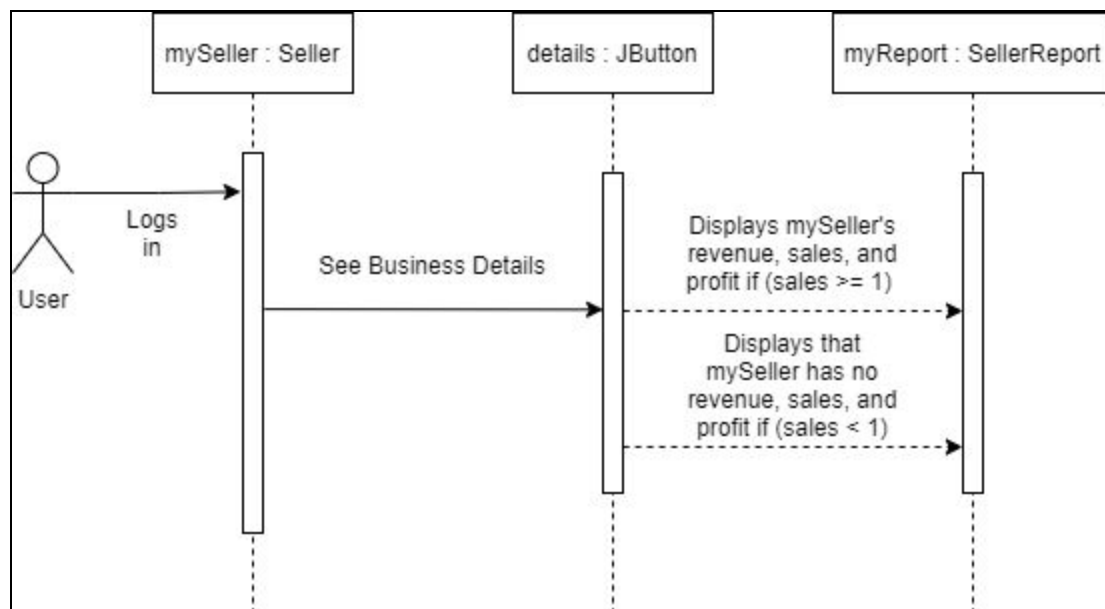 mySeller : Seller
details : JButton
myReport : SellerReport
Logs
in
User
See Business Details
Displays mySeller's
revenue, sales, and
profit if (sales >= 1)
Displays that
mySeller has no
revenue, sales, and
profit if (sales < 1)